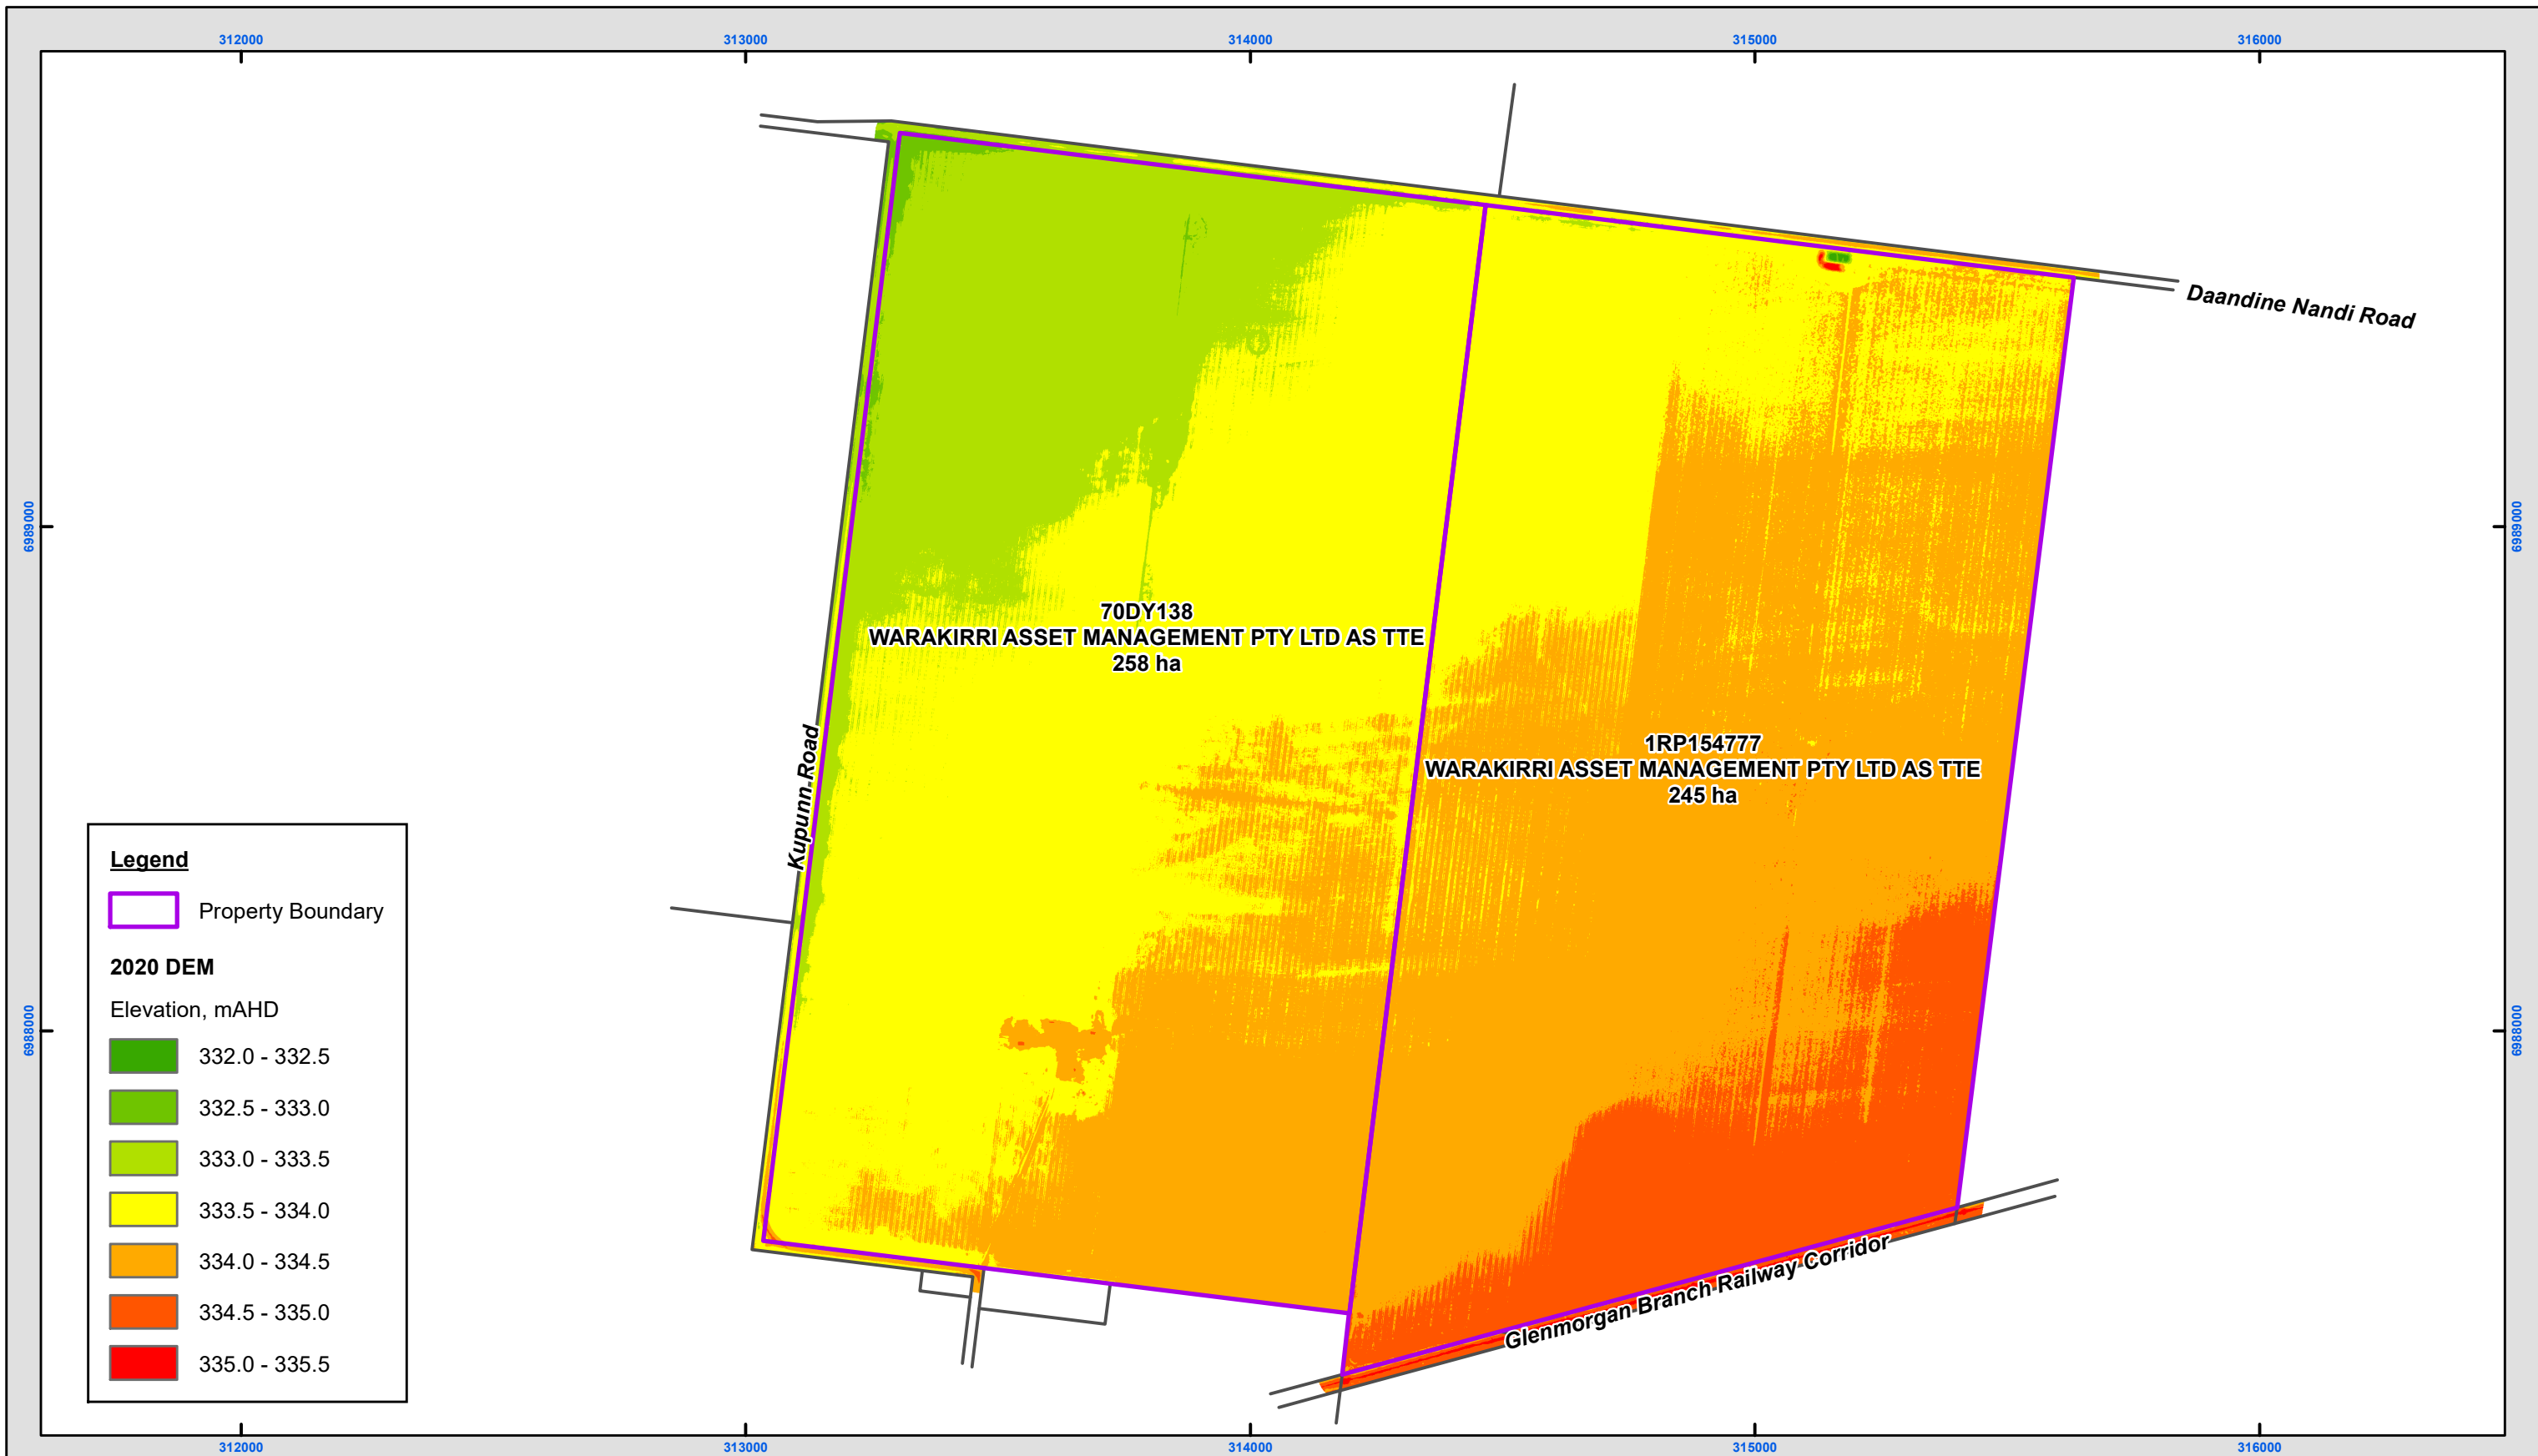 312000
313000
314000
315000
316000
Daandine Nandi Road
6989000
6989000
70DY138
WARAKIRRI ASSET MANAGEMENT PTY LTD AS TTE
258 ha
Kupunn Road
1RP154777
WARAKIRRI ASSET MANAGEMENT PTY LTD AS TTE
245 ha
Legend
Property Boundary
2020 DEM
Elevation, mAHD
332.0 - 332.5
332.5 - 333.0
333.0 - 333.5
333.5 - 334.0
334.0 - 334.5
334.5 - 335.0
335.0 - 335.5
6988000
6988000
Glenmorgan Branch Railway Corridor
312000
313000
314000
315000
316000